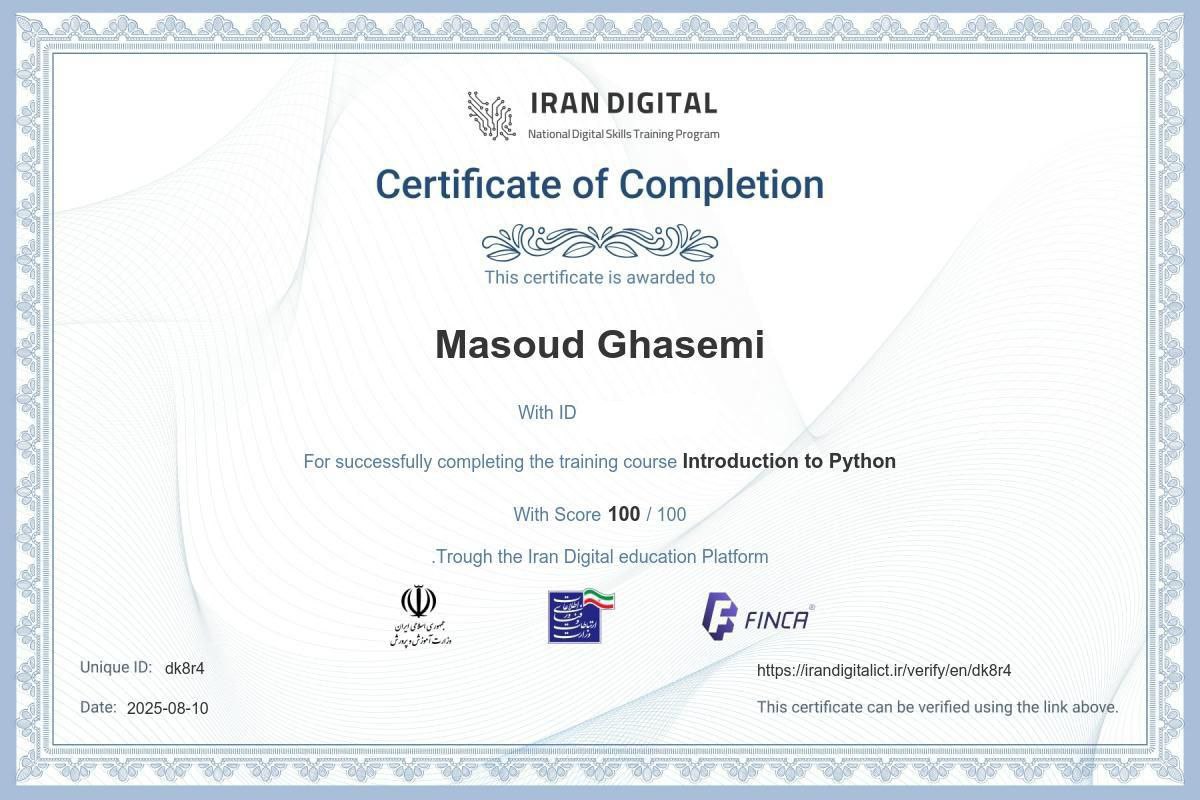 IRAN DIGITAL
National Digital Skills Training Program
Certificate of Completion
This certificate is awarded to
Masoud Ghasemi
With ID
For successfully completing the training course Introduction to Python
With Score 100 / 100
.Trough the Iran Digital education Platform
جمهوری اسلامی ایران
وزارت آموزش و پرورش
وزارت ارتباطات و فناوری اطلاعات
FINCA®
Unique ID: dk8r4
Date: 2025-08-10
https://irandigitalict.ir/verify/en/dk8r4
This certificate can be verified using the link above.